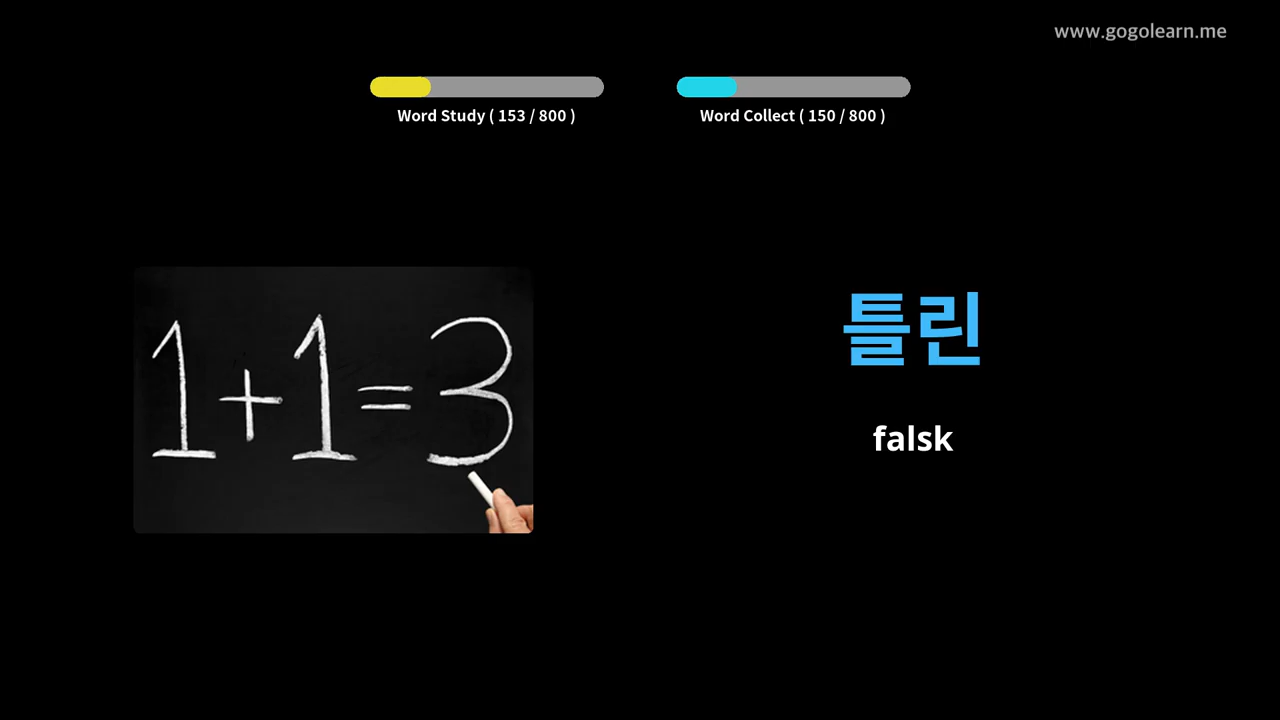 www.gogolearn.me
Word Study ( 153 / 800 )
Word Collect ( 150 / 800 )
1+1=3
틀린
falsk